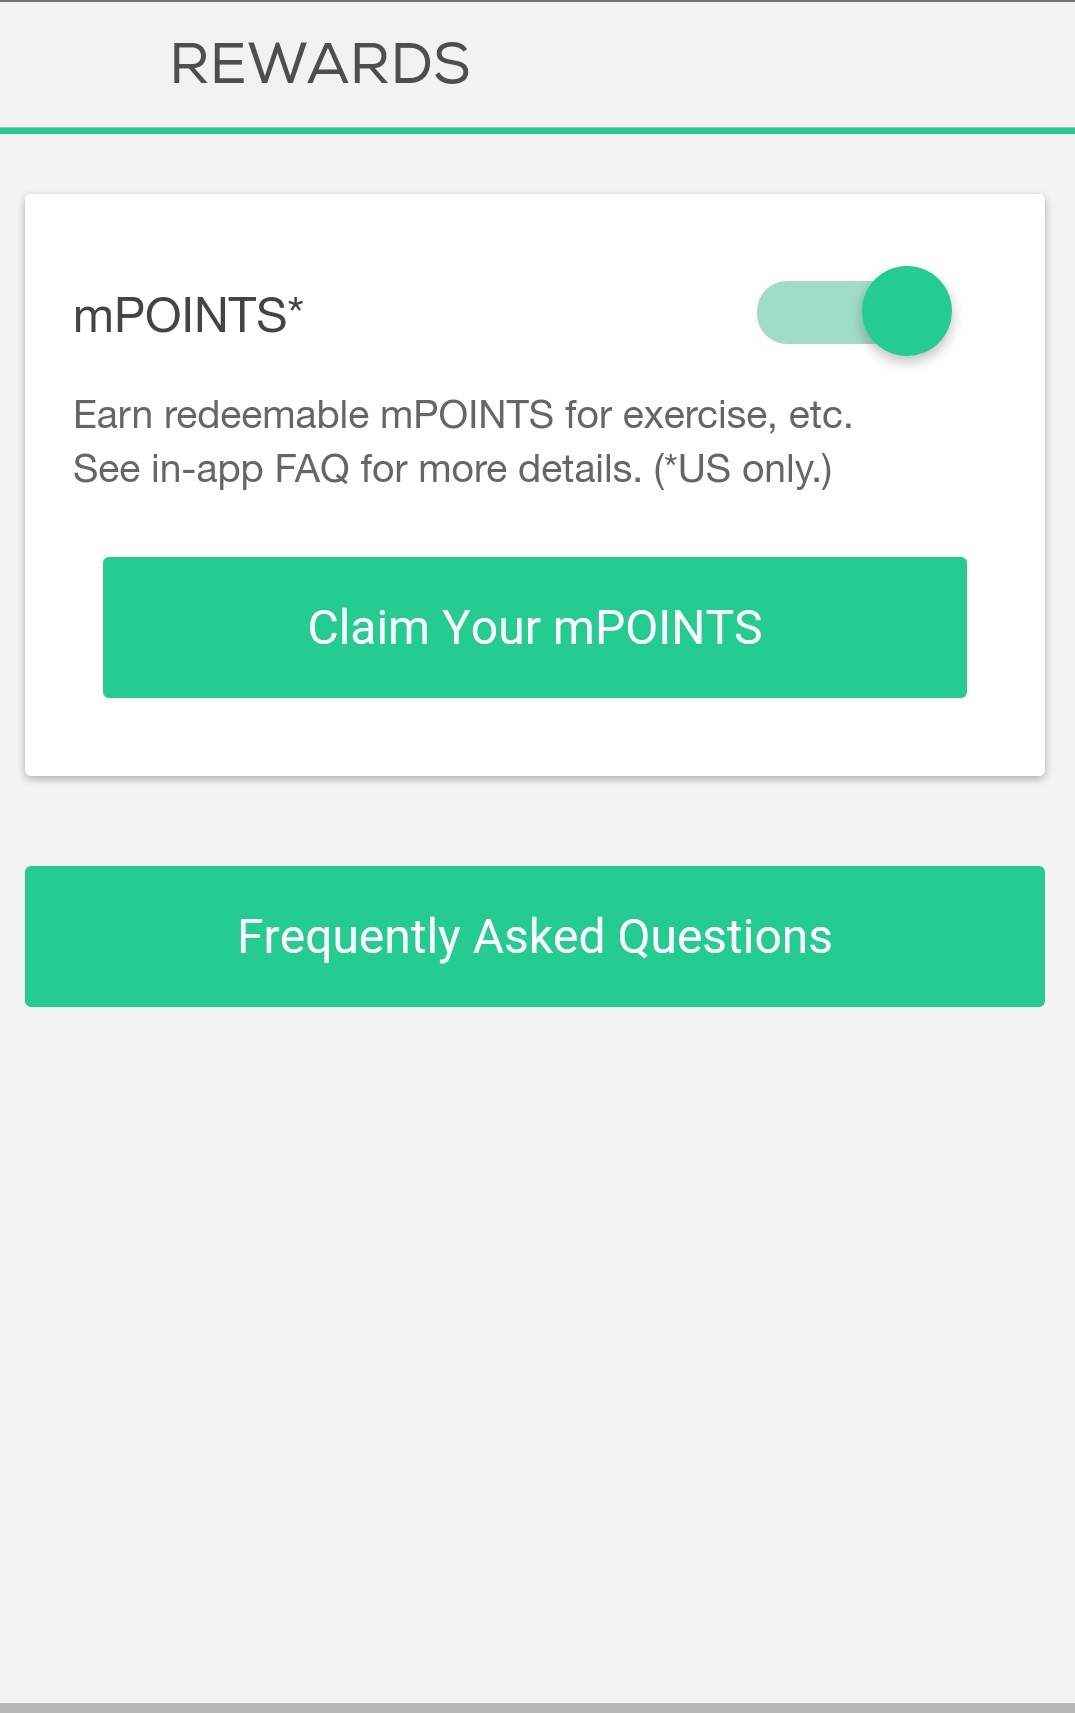 REWARDS
mPOINTS*
Earn redeemable mPOINTS for exercise, etc.
See in-app FAQ for more details. (*US only.)
Claim Your mPOINTS
Frequently Asked Questions